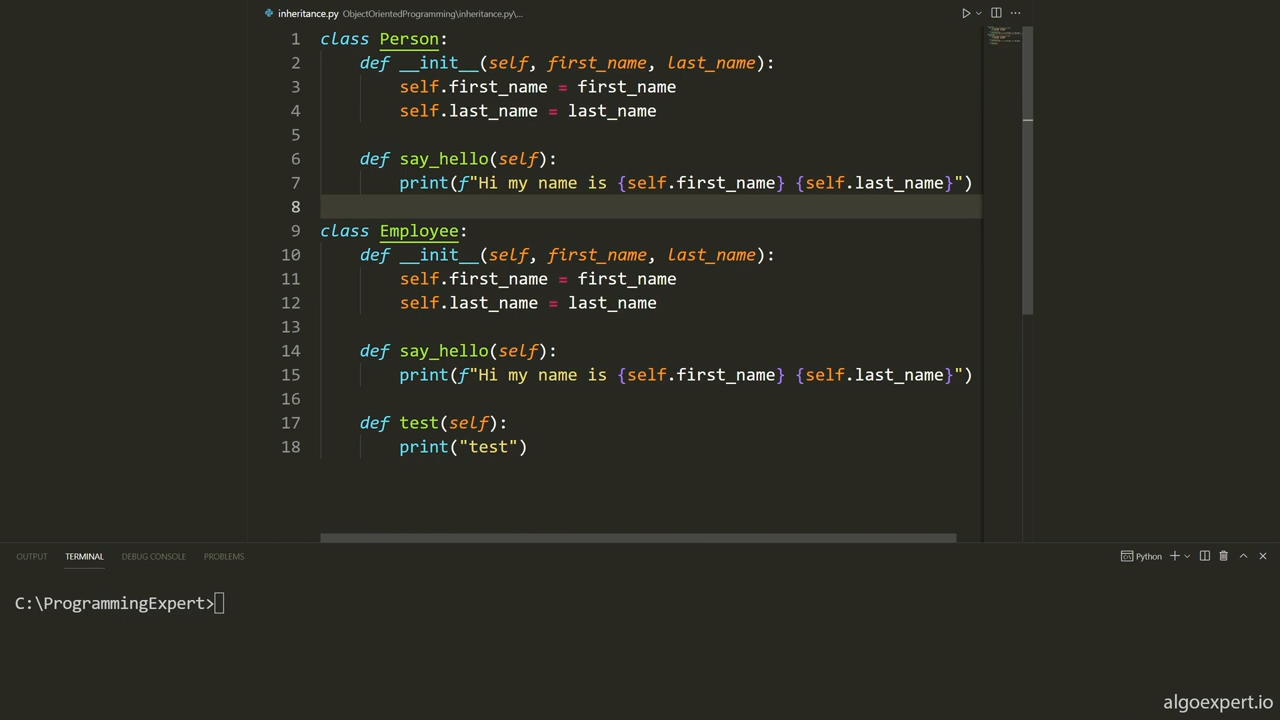 inheritance.py ObjectOrientedProgramming\inheritance.py\...
1 class Person:
2 def __init__(self, first_name, last_name):
3 self.first_name = first_name
4 self.last_name = last_name
5
6 def say_hello(self):
7 print(f"Hi my name is {self.first_name} {self.last_name}")
8
9 class Employee:
10 def __init__(self, first_name, last_name):
11 self.first_name = first_name
12 self.last_name = last_name
13
14 def say_hello(self):
15 print(f"Hi my name is {self.first_name} {self.last_name}")
16
17 def test(self):
18 print("test")
OUTPUT TERMINAL DEBUG CONSOLE PROBLEMS Python
C:\ProgrammingExpert>
algoexpert.io